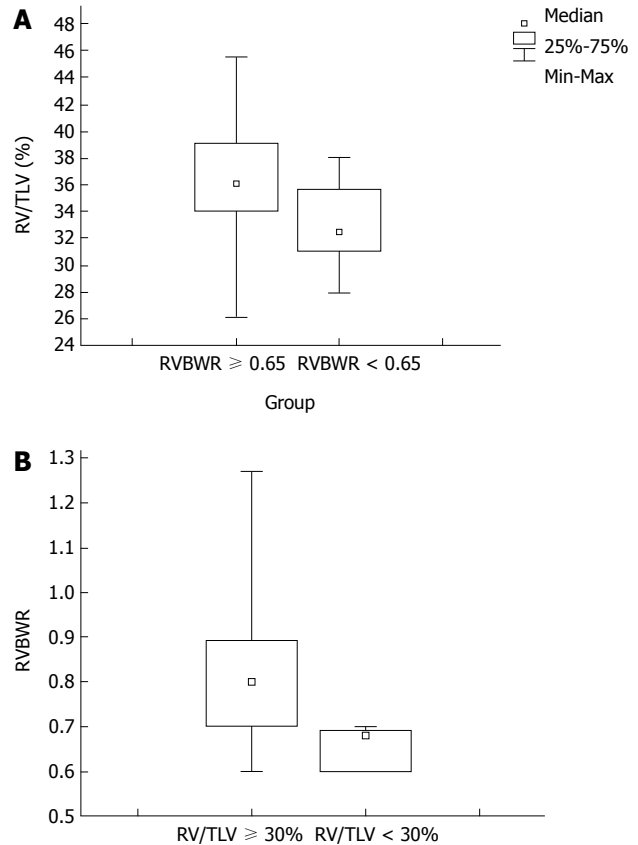 A
Median
25%-75%
Min-Max
48
46
44
42
40
38
36
34
32
30
28
26
24
RV/TLV (%)
RVBWR ⩾ 0.65 RVBWR < 0.65
Group
B
1.3
1.2
1.1
1.0
0.9
0.8
0.7
0.6
0.5
RVBWR
RV/TLV ⩾ 30% RV/TLV < 30%